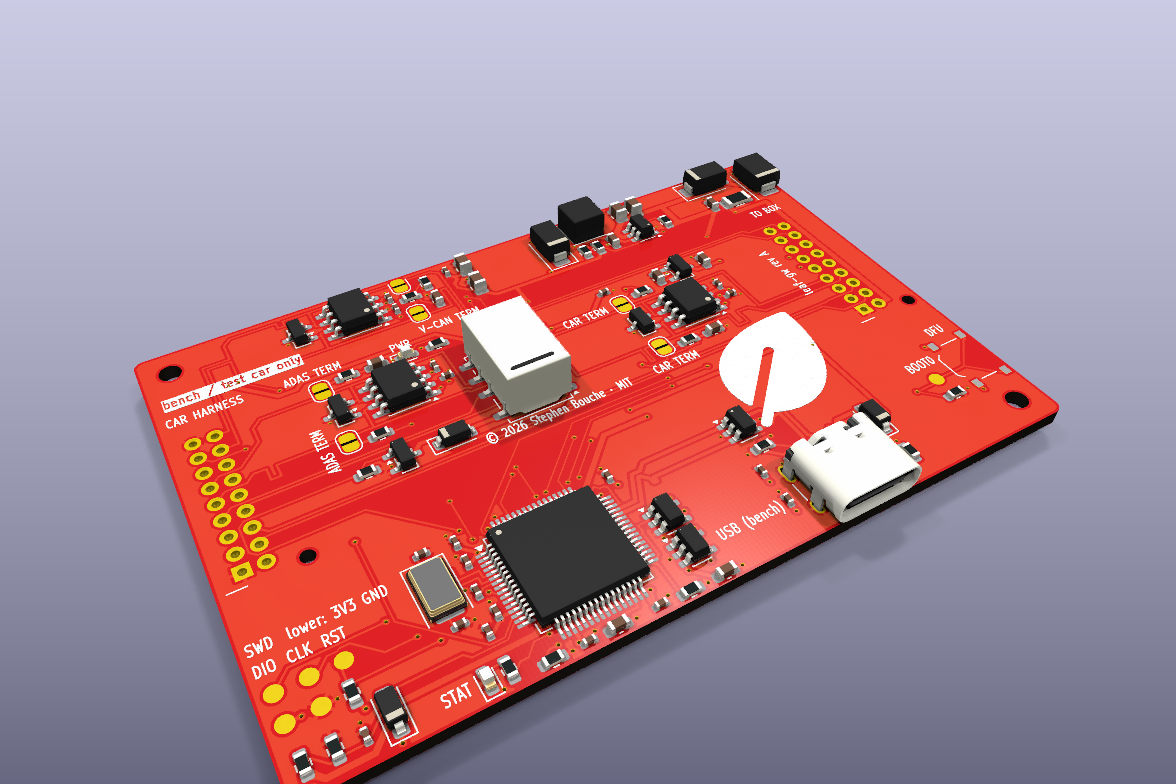 TO BOX
leaf-gw rev A
V-CAN TERM
CAR TERM
PWR
CAR TERM
DFU
BOOT0
bench / test car only
ADAS TERM
CAR HARNESS
© 2026 Stephen Bouche · MIT
ADAS TERM
USB (bench)
SWD lower: 3V3 GND
DIO CLK RST
STAT